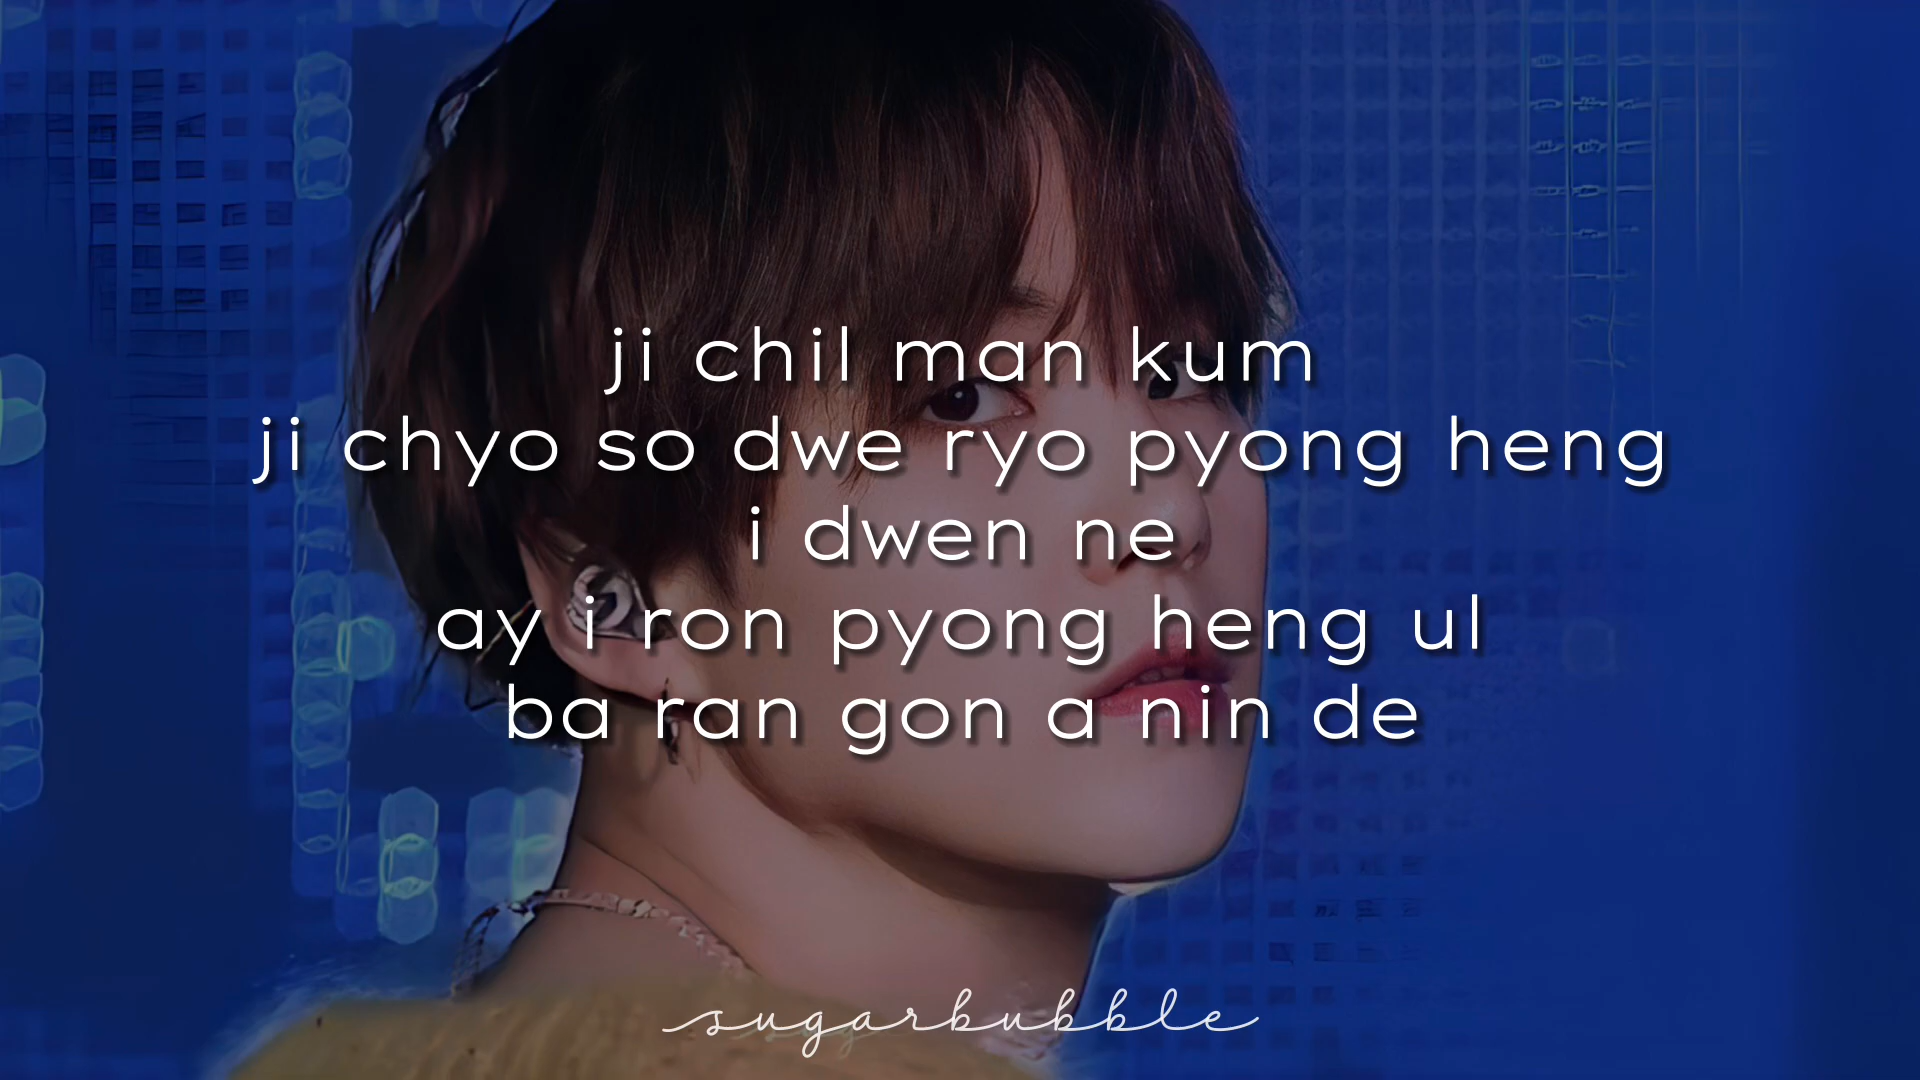 ji chil man kum
ji chyo so dwe ryo pyong heng
i dwen ne
ay i ron pyong heng ul
ba ran gon a nin de
sugarbubble